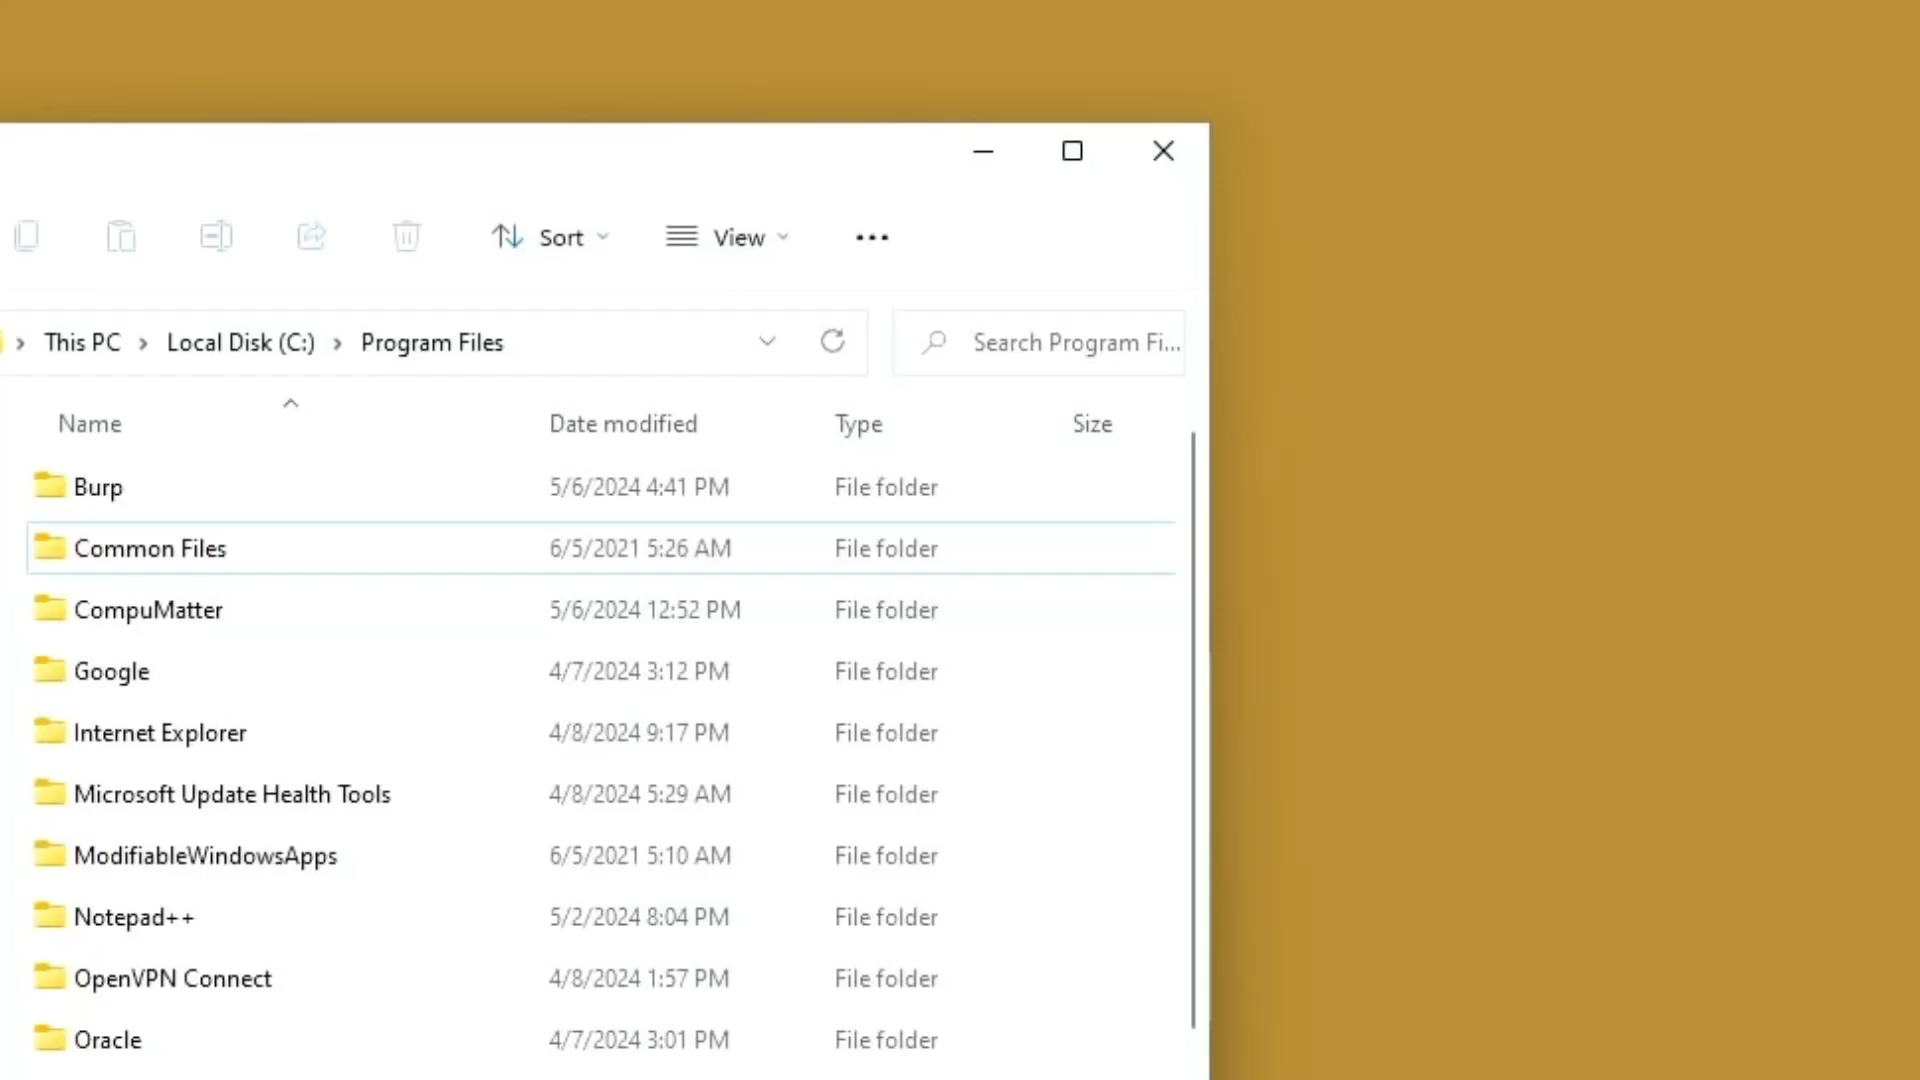 Sort View •••
This PC › Local Disk (C:) › Program Files Search Program Fi...
Name Date modified Type Size
Burp 5/6/2024 4:41 PM File folder
Common Files 6/5/2021 5:26 AM File folder
CompuMatter 5/6/2024 12:52 PM File folder
Google 4/7/2024 3:12 PM File folder
Internet Explorer 4/8/2024 9:17 PM File folder
Microsoft Update Health Tools 4/8/2024 5:29 AM File folder
ModifiableWindowsApps 6/5/2021 5:10 AM File folder
Notepad++ 5/2/2024 8:04 PM File folder
OpenVPN Connect 4/8/2024 1:57 PM File folder
Oracle 4/7/2024 3:01 PM File folder